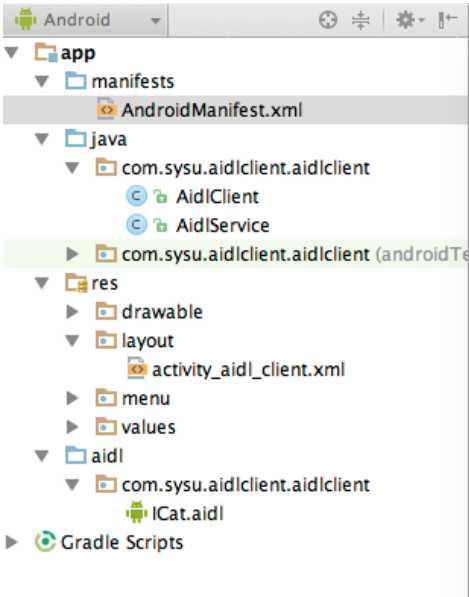 Android
app
manifests
AndroidManifest.xml
java
com.sysu.aidlclient.aidlclient
AidlClient
AidlService
com.sysu.aidlclient.aidlclient (androidTe
res
drawable
layout
activity_aidl_client.xml
menu
values
aidl
com.sysu.aidlclient.aidlclient
ICat.aidl
Gradle Scripts